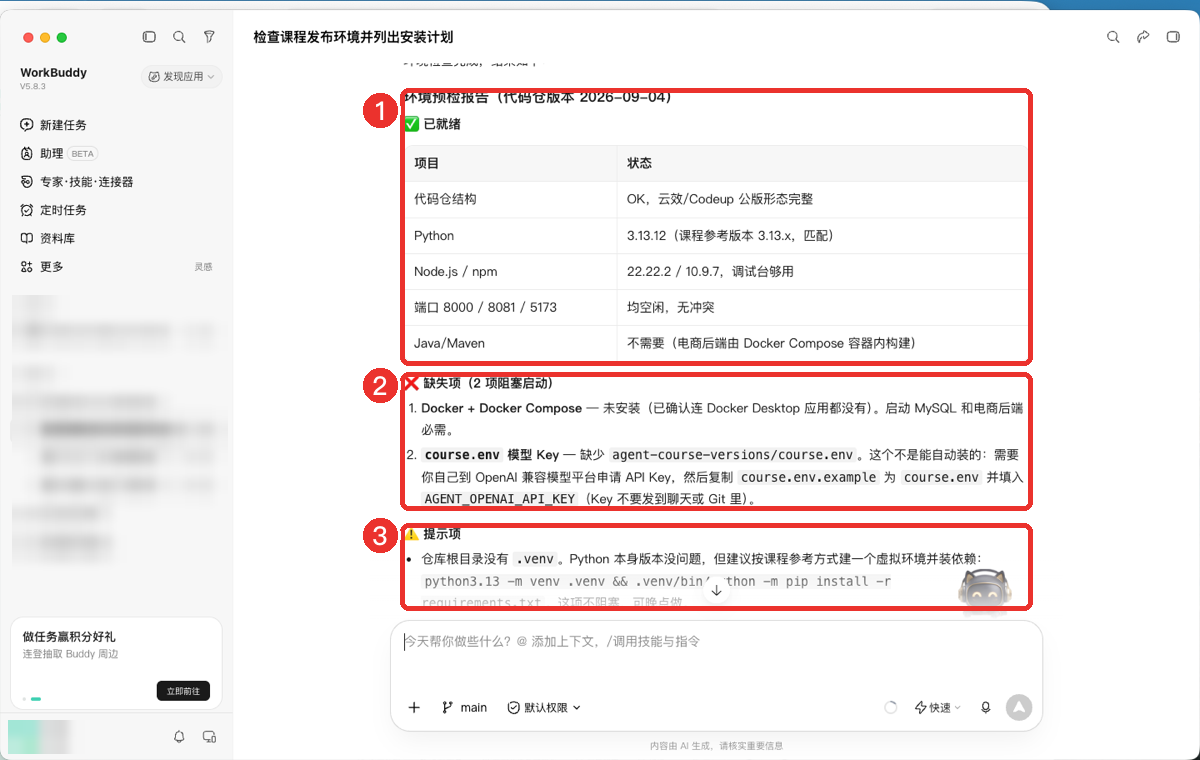 检查课程发布环境并列出安装计划
WorkBuddy
V5.8.3
发现应用
新建任务
助理 BETA
专家·技能·连接器
定时任务
资料库
更多
灵感
做任务赢积分好礼
连登抽取 Buddy 周边
立即前往
1
环境预检报告（代码仓版本 2026-09-04）
✅ 已就绪
项目 状态
代码仓结构 OK，云效/Codeup 公版形态完整
Python 3.13.12（课程参考版本 3.13.x，匹配）
Node.js / npm 22.22.2 / 10.9.7，调试台够用
端口 8000 / 8081 / 5173 均空闲，无冲突
Java/Maven 不需要（电商后端由 Docker Compose 容器内构建）
2
❌ 缺失项（2 项阻塞启动）
1. Docker + Docker Compose — 未安装（已确认连 Docker Desktop 应用都没有）。启动 MySQL 和电商后端
必需。
2. course.env 模型 Key — 缺少 agent-course-versions/course.env。这个不是能自动装的：需要
你自己到 OpenAI 兼容模型平台申请 API Key，然后复制 course.env.example 为 course.env 并填入
AGENT_OPENAI_API_KEY（Key 不要发到聊天或 Git 里）。
3
⚠️ 提示项
• 仓库根目录没有 .venv。Python 本身版本没问题，但建议按课程参考方式建一个虚拟环境并装依赖：
python3.13 -m venv .venv && .venv/bin/ thon -m pip install -r
requirements.txt 。这项不阻塞，可晚点做
今天帮你做些什么？@ 添加上下文，/调用技能与指令
main
默认权限
快速
内容由 AI 生成，请核实重要信息